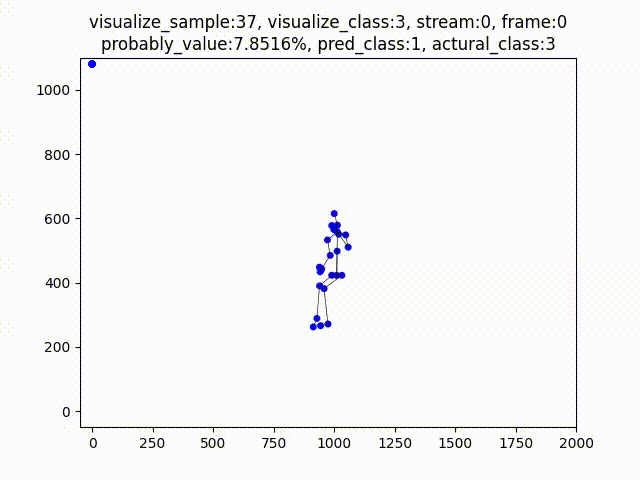 visualize_sample:37, visualize_class:3, stream:0, frame:0
probably_value:7.8516%, pred_class:1, actural_class:3
1000
800
600
400
200
0
0 250 500 750 1000 1250 1500 1750 2000